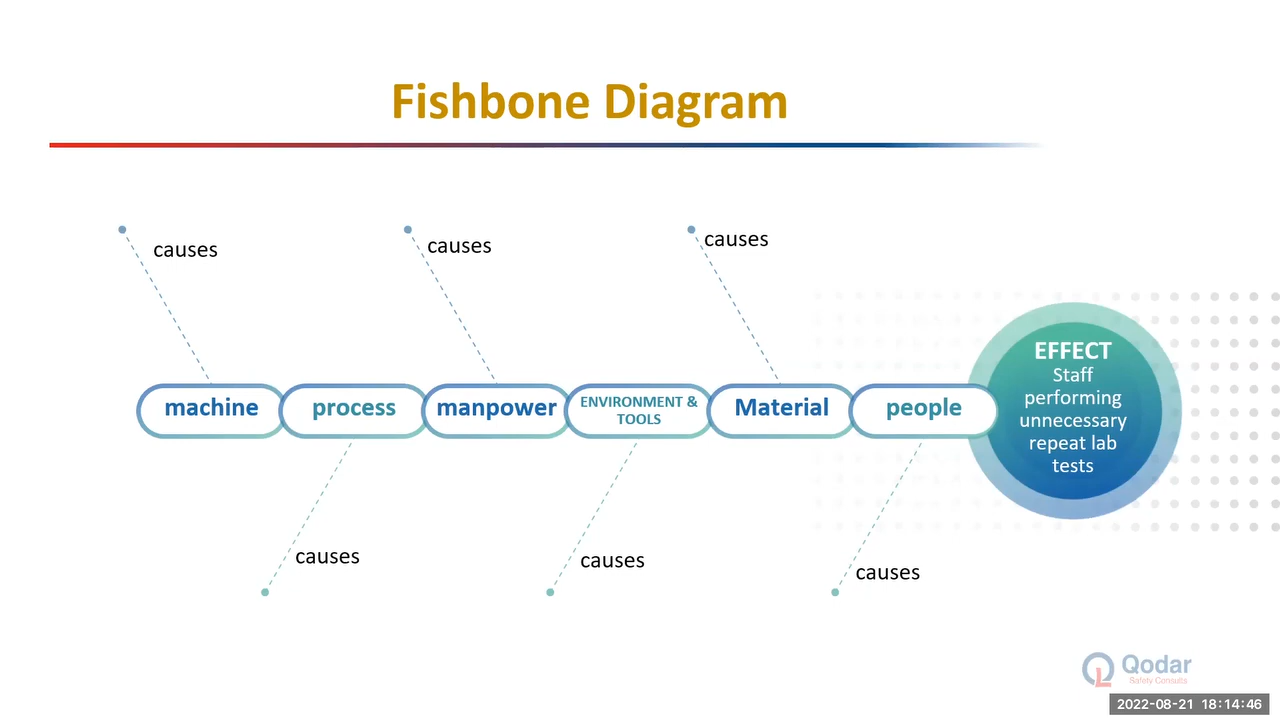 Fishbone Diagram
causes
causes
causes
machine
process
manpower
ENVIRONMENT &
TOOLS
Material
people
EFFECT
Staff
performing
unnecessary
repeat lab
tests
causes
causes
causes
Qodar
Safety Consults
2022-08-21 18:14:46